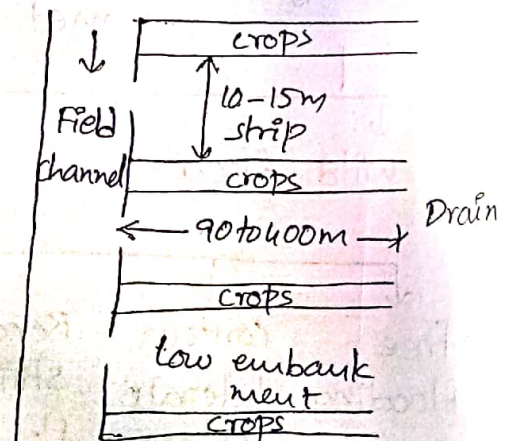 crops
10-15m
strip
Field
channel
crops
90 to 400m
Drain
crops
low embank
ment
crops